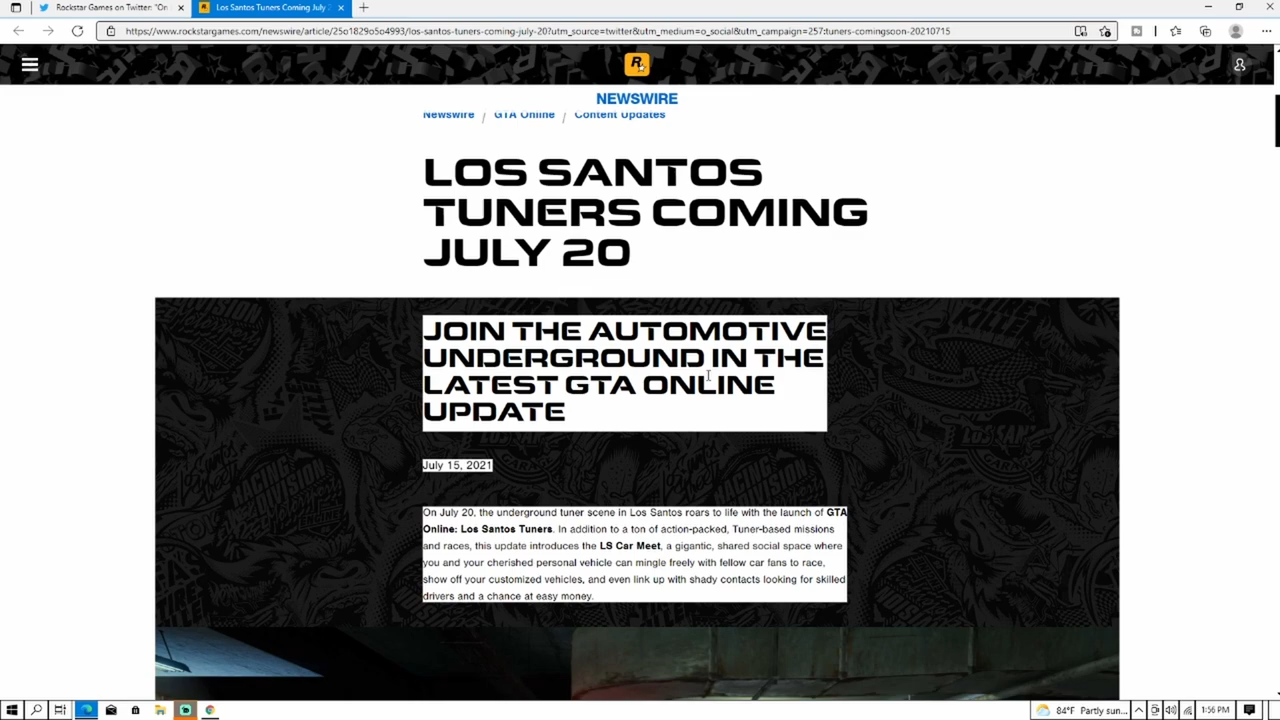 Rockstar Games on Twitter: "On
Los Santos Tuners Coming July 2
https://www.rockstargames.com/newswire/article/25o1829o5o4993/los-santos-tuners-coming-july-20?utm_source=twitter&utm_medium=o_social&utm_campaign=257:tuners-comingsoon-20210715
R
NEWSWIRE
Newswire / GTA Online / Content Updates
LOS SANTOS
TUNERS COMING
JULY 20
JOIN THE AUTOMOTIVE
UNDERGROUND IN THE
LATEST GTA ONLINE
UPDATE
July 15, 2021
On July 20, the underground tuner scene in Los Santos roars to life with the launch of GTA
Online: Los Santos Tuners. In addition to a ton of action-packed, Tuner-based missions
and races, this update introduces the LS Car Meet, a gigantic, shared social space where
you and your cherished personal vehicle can mingle freely with fellow car fans to race,
show off your customized vehicles, and even link up with shady contacts looking for skilled
drivers and a chance at easy money.
84°F Partly sun... 1:56 PM